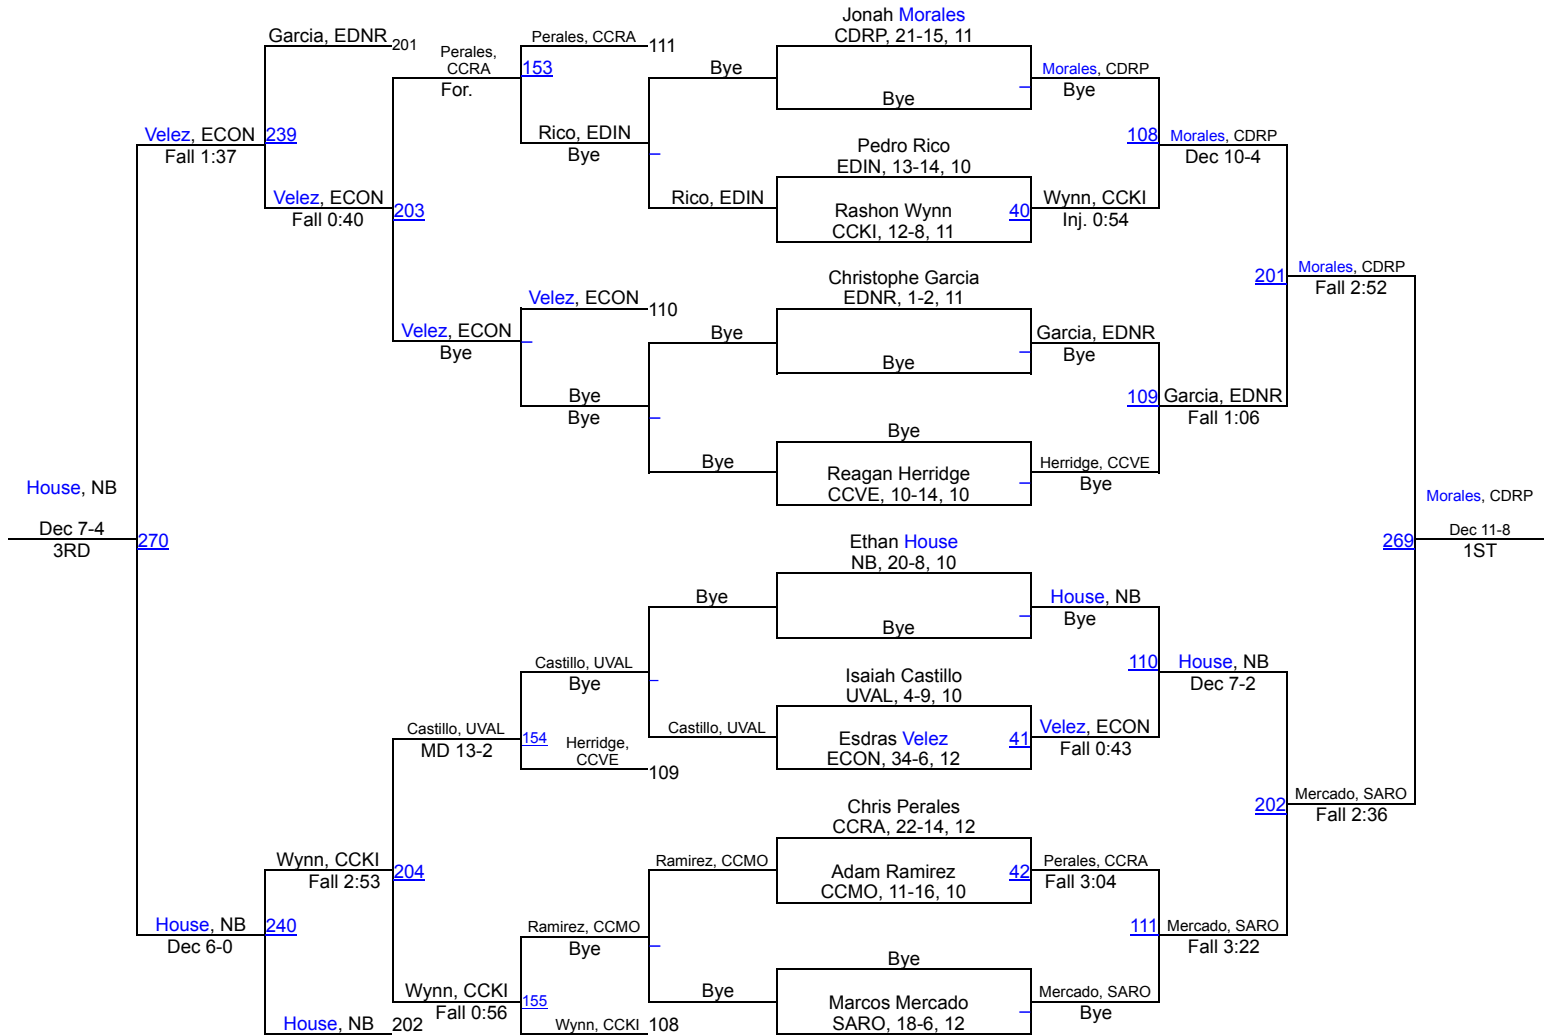 Garcia, EDNR 201
Perales,
CCRA
For.
Perales, CCRA 111
153
Bye
Jonah Morales
CDRP, 21-15, 11
Bye
Morales, CDRP
Bye
Velez, ECON
Fall 1:37
239
Rico, EDIN
Bye
Pedro Rico
EDIN, 13-14, 10
108
Morales, CDRP
Dec 10-4
Velez, ECON
Fall 0:40
203
Rico, EDIN
Rashon Wynn
CCKI, 12-8, 11
40
Wynn, CCKI
Inj. 0:54
Christophe Garcia
EDNR, 1-2, 11
201
Morales, CDRP
Fall 2:52
Velez, ECON
110
Velez, ECON
Bye
Bye
Bye
Garcia, EDNR
Bye
Bye
Bye
109
Garcia, EDNR
Fall 1:06
Bye
Bye
Reagan Herridge
CCVE, 10-14, 10
Herridge, CCVE
Bye
House, NB
Dec 7-4
3RD
270
Morales, CDRP
Dec 11-8
1ST
269
Ethan House
NB, 20-8, 10
Bye
Bye
House, NB
Bye
Castillo, UVAL
Bye
Isaiah Castillo
UVAL, 4-9, 10
110
House, NB
Dec 7-2
Castillo, UVAL
MD 13-2
154
Herridge,
CCVE
109
Castillo, UVAL
Esdras Velez
ECON, 34-6, 12
41
Velez, ECON
Fall 0:43
Chris Perales
CCRA, 22-14, 12
202
Mercado, SARO
Fall 2:36
Wynn, CCKI
Fall 2:53
204
Ramirez, CCMO
Adam Ramirez
CCMO, 11-16, 10
42
Perales, CCRA
Fall 3:04
House, NB
Dec 6-0
240
Ramirez, CCMO
Bye
111
Mercado, SARO
Fall 3:22
Bye
Wynn, CCKI
Fall 0:56
155
Bye
Marcos Mercado
SARO, 18-6, 12
Mercado, SARO
Bye
House, NB 202
Wynn, CCKI 108